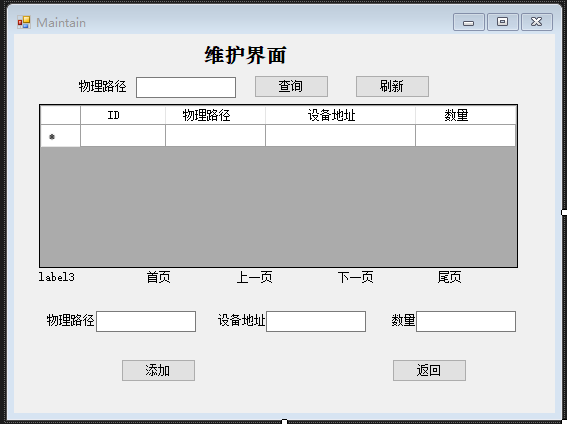 Maintain
维护界面
物理路径 查询 刷新
ID 物理路径 设备地址 数量
*
label3 首页 上一页 下一页 尾页
物理路径 设备地址 数量
添加 返回